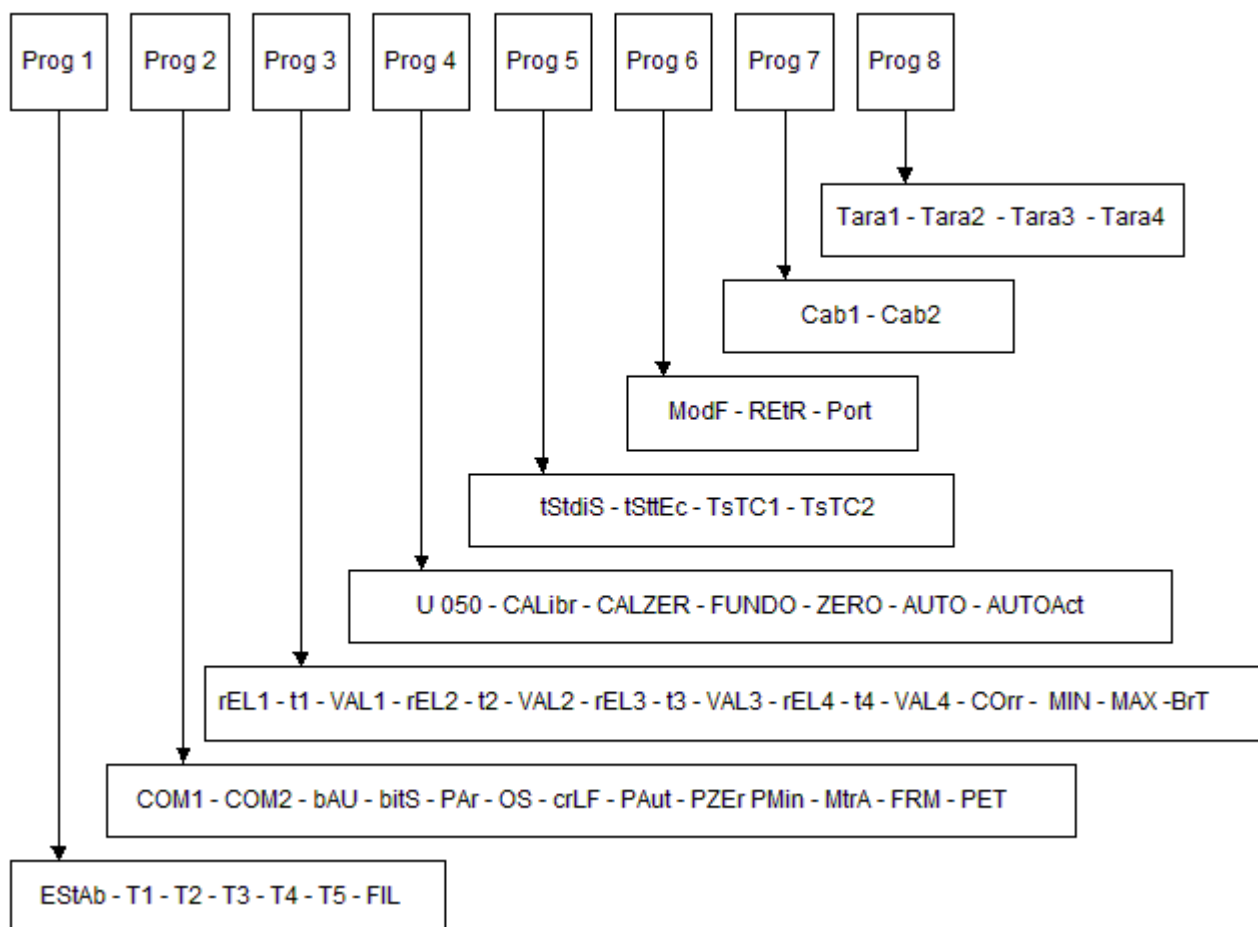 Prog 1
Prog 2
Prog 3
Prog 4
Prog 5
Prog 6
Prog 7
Prog 8
Tara1 - Tara2 - Tara3 - Tara4
Cab1 - Cab2
ModF - REtR - Port
tStdiS - tSttEc - TsTC1 - TsTC2
U 050 - CALibr - CALZER - FUNDO - ZERO - AUTO - AUTOAct
rEL1 - t1 - VAL1 - rEL2 - t2 - VAL2 - rEL3 - t3 - VAL3 - rEL4 - t4 - VAL4 - COrr - MIN - MAX -BrT
COM1 - COM2 - bAU - bitS - PAr - OS - crLF - PAut - PZEr PMin - MtrA - FRM - PET
EStAb - T1 - T2 - T3 - T4 - T5 - FIL